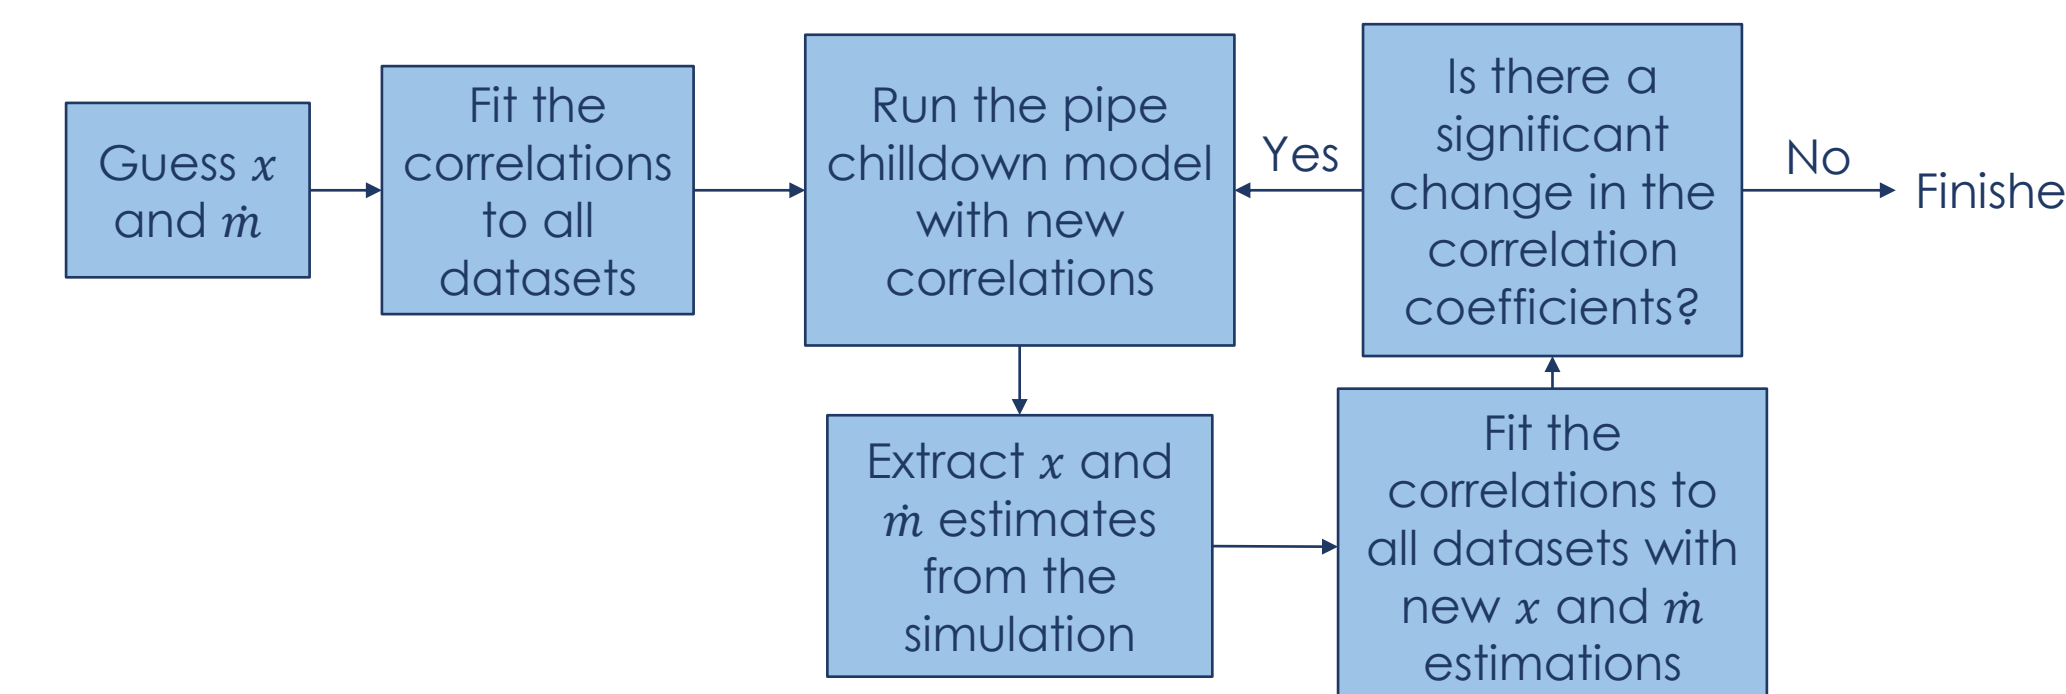 Guess x
and ṁ
Fit the
correlations
to all
datasets
Run the pipe
chilldown model
with new
correlations
Yes
Is there a
significant
change in the
correlation
coefficients?
No
Finishe
Extract x and
ṁ estimates
from the
simulation
Fit the
correlations to
all datasets with
new x and ṁ
estimations